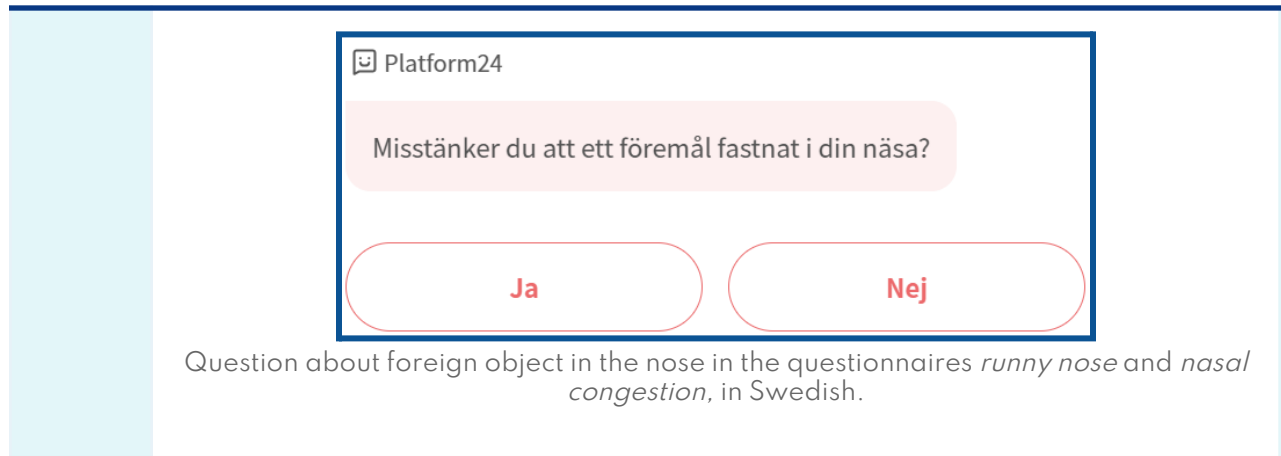 Platform24
Misstänker du att ett föremål fastnat i din näsa?
Ja
Nej
Question about foreign object in the nose in the questionnaires runny nose and nasal
congestion, in Swedish.